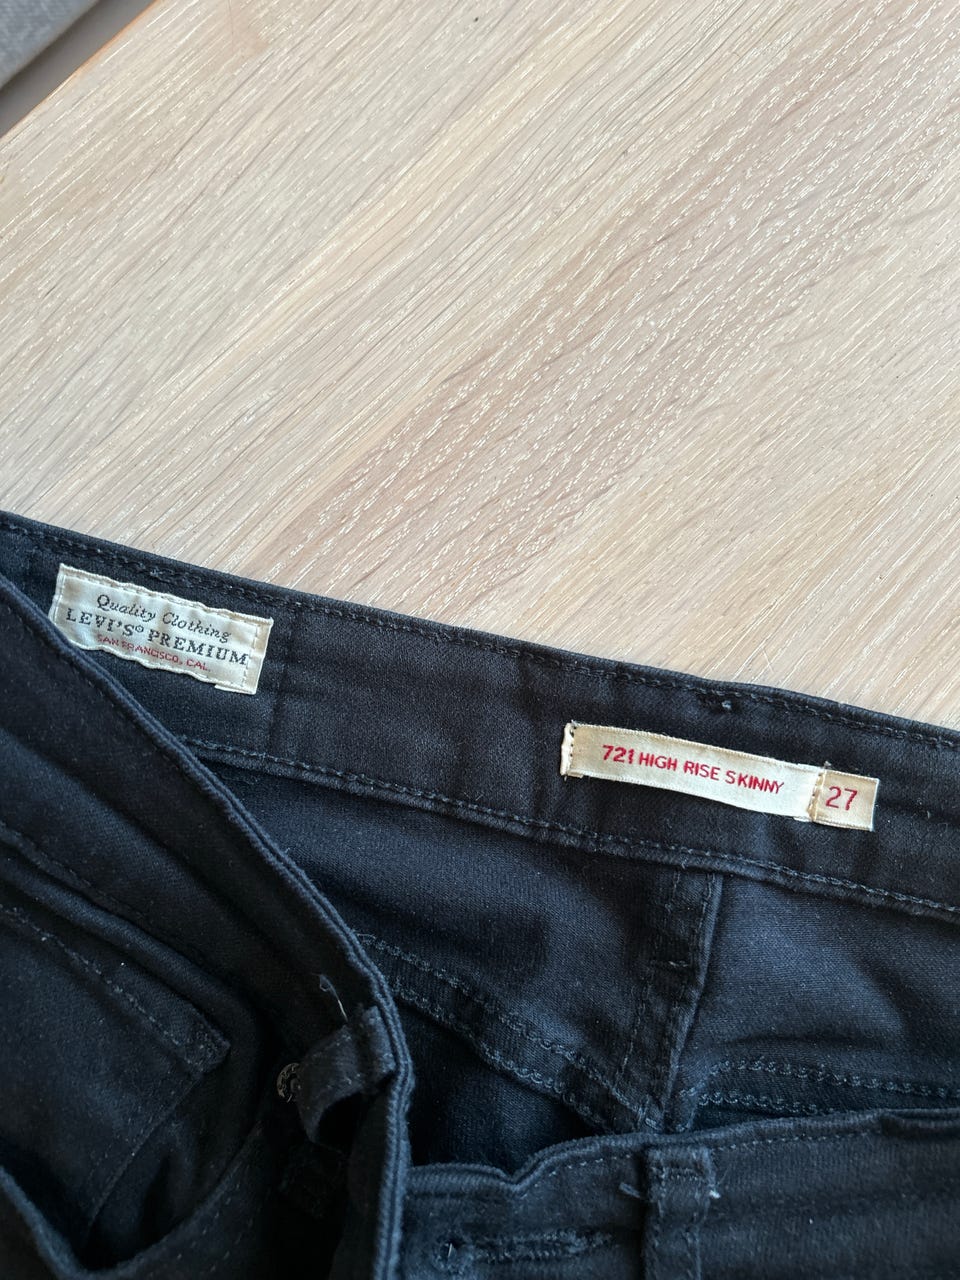 Quality Clothing
LEVI'S® PREMIUM
SAN FRANCISCO, CAL.
721 HIGH RISE SKINNY
27